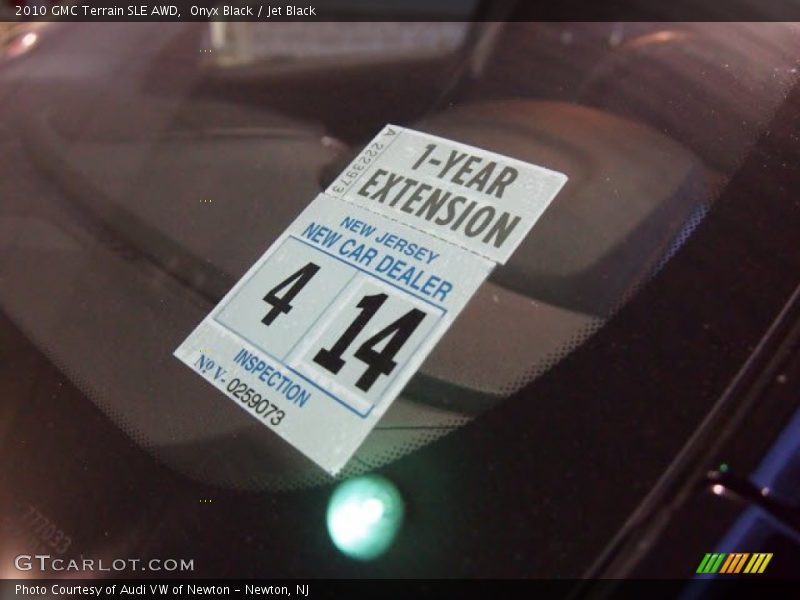 2010 GMC Terrain SLE AWD,  Onyx Black / Jet Black
A 2223973
1-YEAR
EXTENSION
NEW JERSEY
NEW CAR DEALER
4 14
INSPECTION
Nº V- 0259073
GTCARLOT.COM
Photo Courtesy of Audi VW of Newton - Newton, NJ